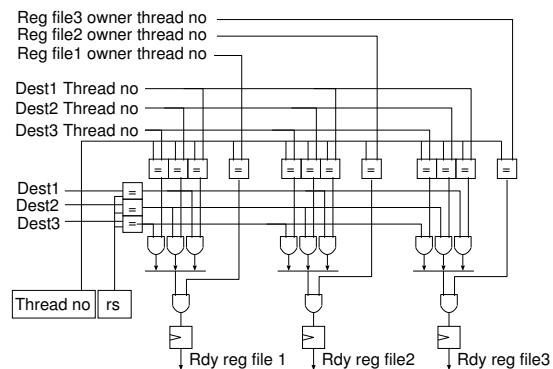 Reg file3 owner thread no
Reg file2 owner thread no
Reg file1 owner thread no
Dest1 Thread no
Dest2 Thread no
Dest3 Thread no
= = = = = = = = = = = =
Dest1 =
Dest2 =
Dest3 =
Thread no rs
Rdy reg file 1 Rdy reg file2 Rdy reg file3